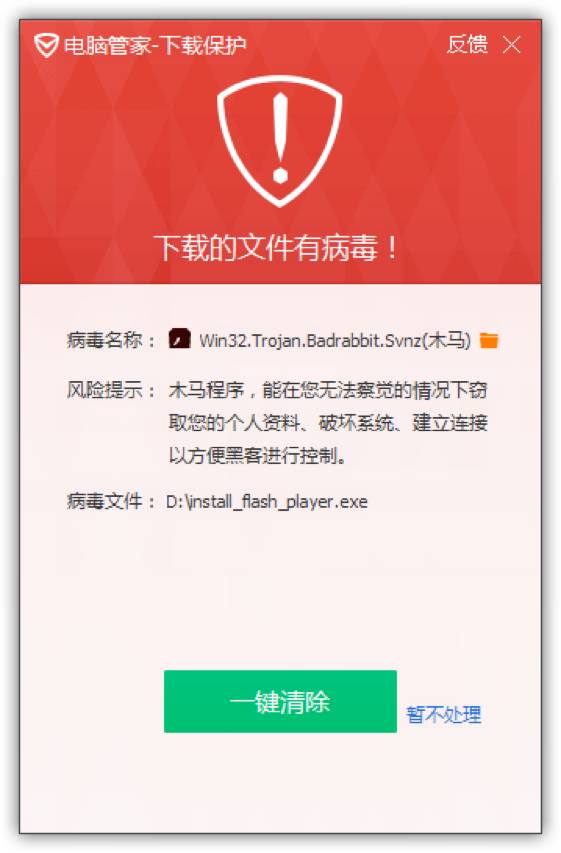 电脑管家-下载保护 反馈
下载的文件有病毒！
病毒名称： Win32.Trojan.Badrabbit.Svnz(木马)
风险提示： 木马程序，能在您无法察觉的情况下窃
取您的个人资料、破坏系统、建立连接
以方便黑客进行控制。
病毒文件： D:\install_flash_player.exe
一键清除 暂不处理